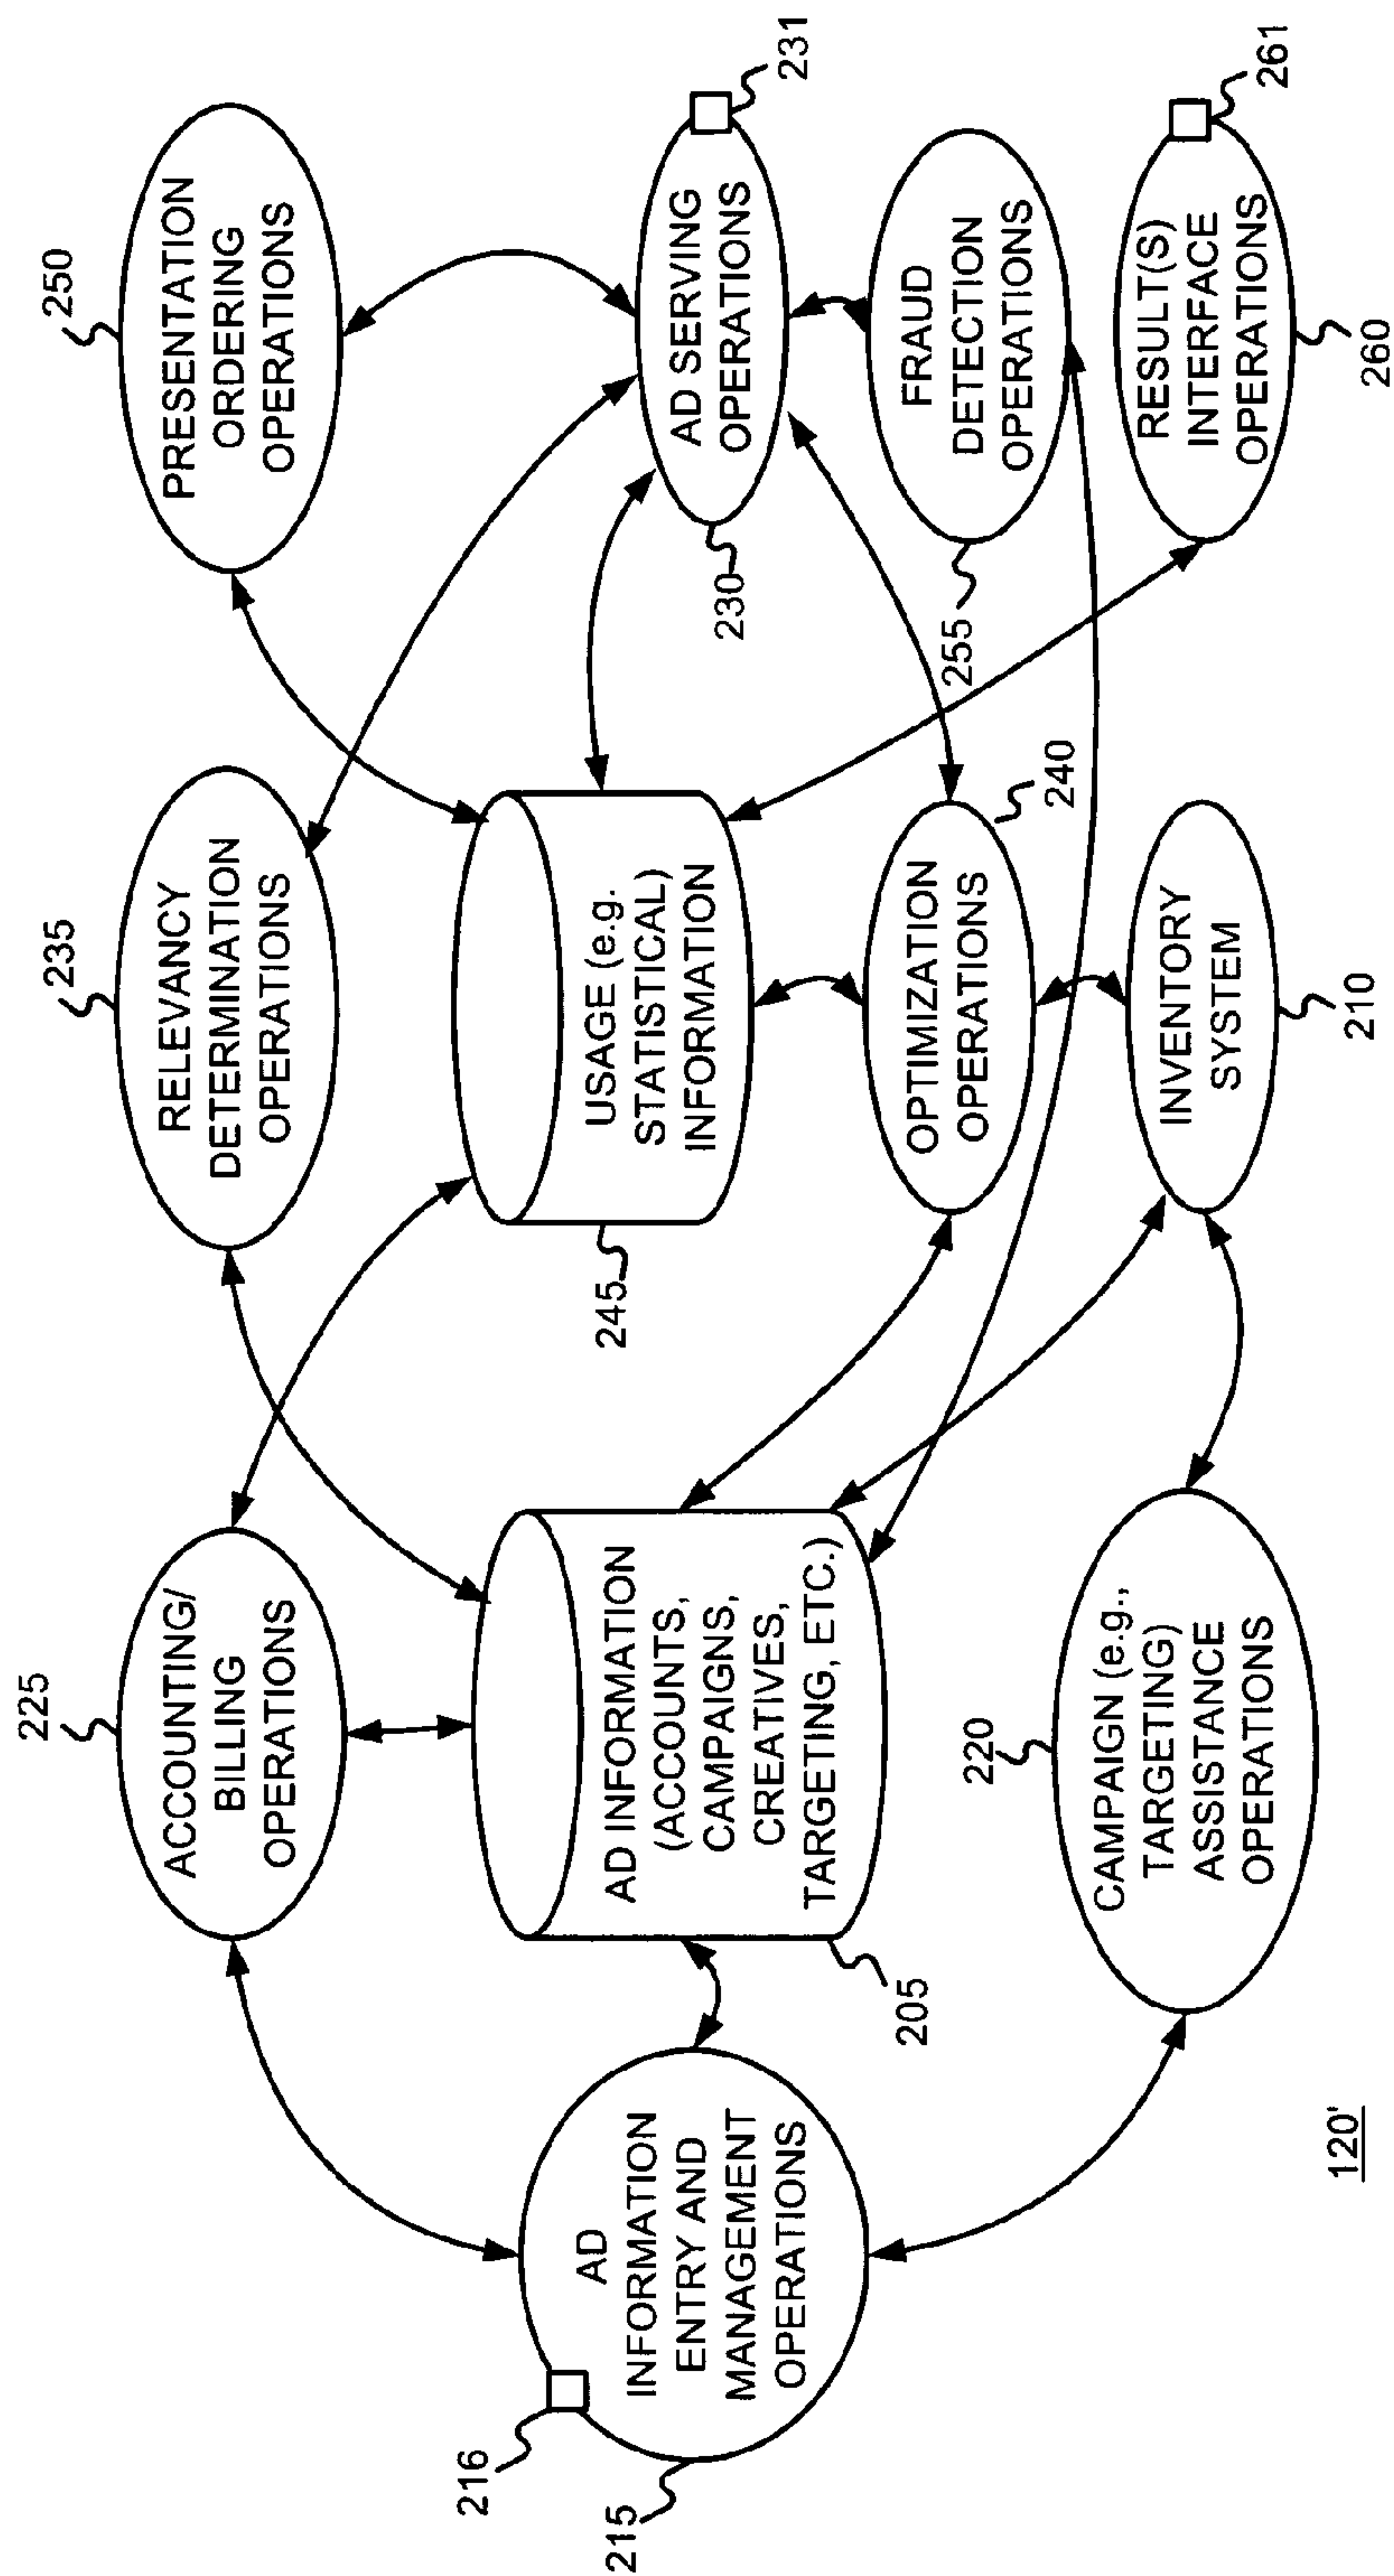 225
ACCOUNTING/
BILLING
OPERATIONS
235
RELEVANCY
DETERMINATION
OPERATIONS
250
PRESENTATION
ORDERING
OPERATIONS
216
215
AD
INFORMATION
ENTRY AND
MANAGEMENT
OPERATIONS
AD INFORMATION
(ACCOUNTS,
CAMPAIGNS,
CREATIVES,
TARGETING, ETC.)
205
245
USAGE (e.g.
STATISTICAL)
INFORMATION
230
AD SERVING
OPERATIONS
231
240
OPTIMIZATION
OPERATIONS
255
FRAUD
DETECTION
OPERATIONS
220
CAMPAIGN (e.g.,
TARGETING)
ASSISTANCE
OPERATIONS
INVENTORY
SYSTEM
210
RESULT(S)
INTERFACE
OPERATIONS
260
261
120'